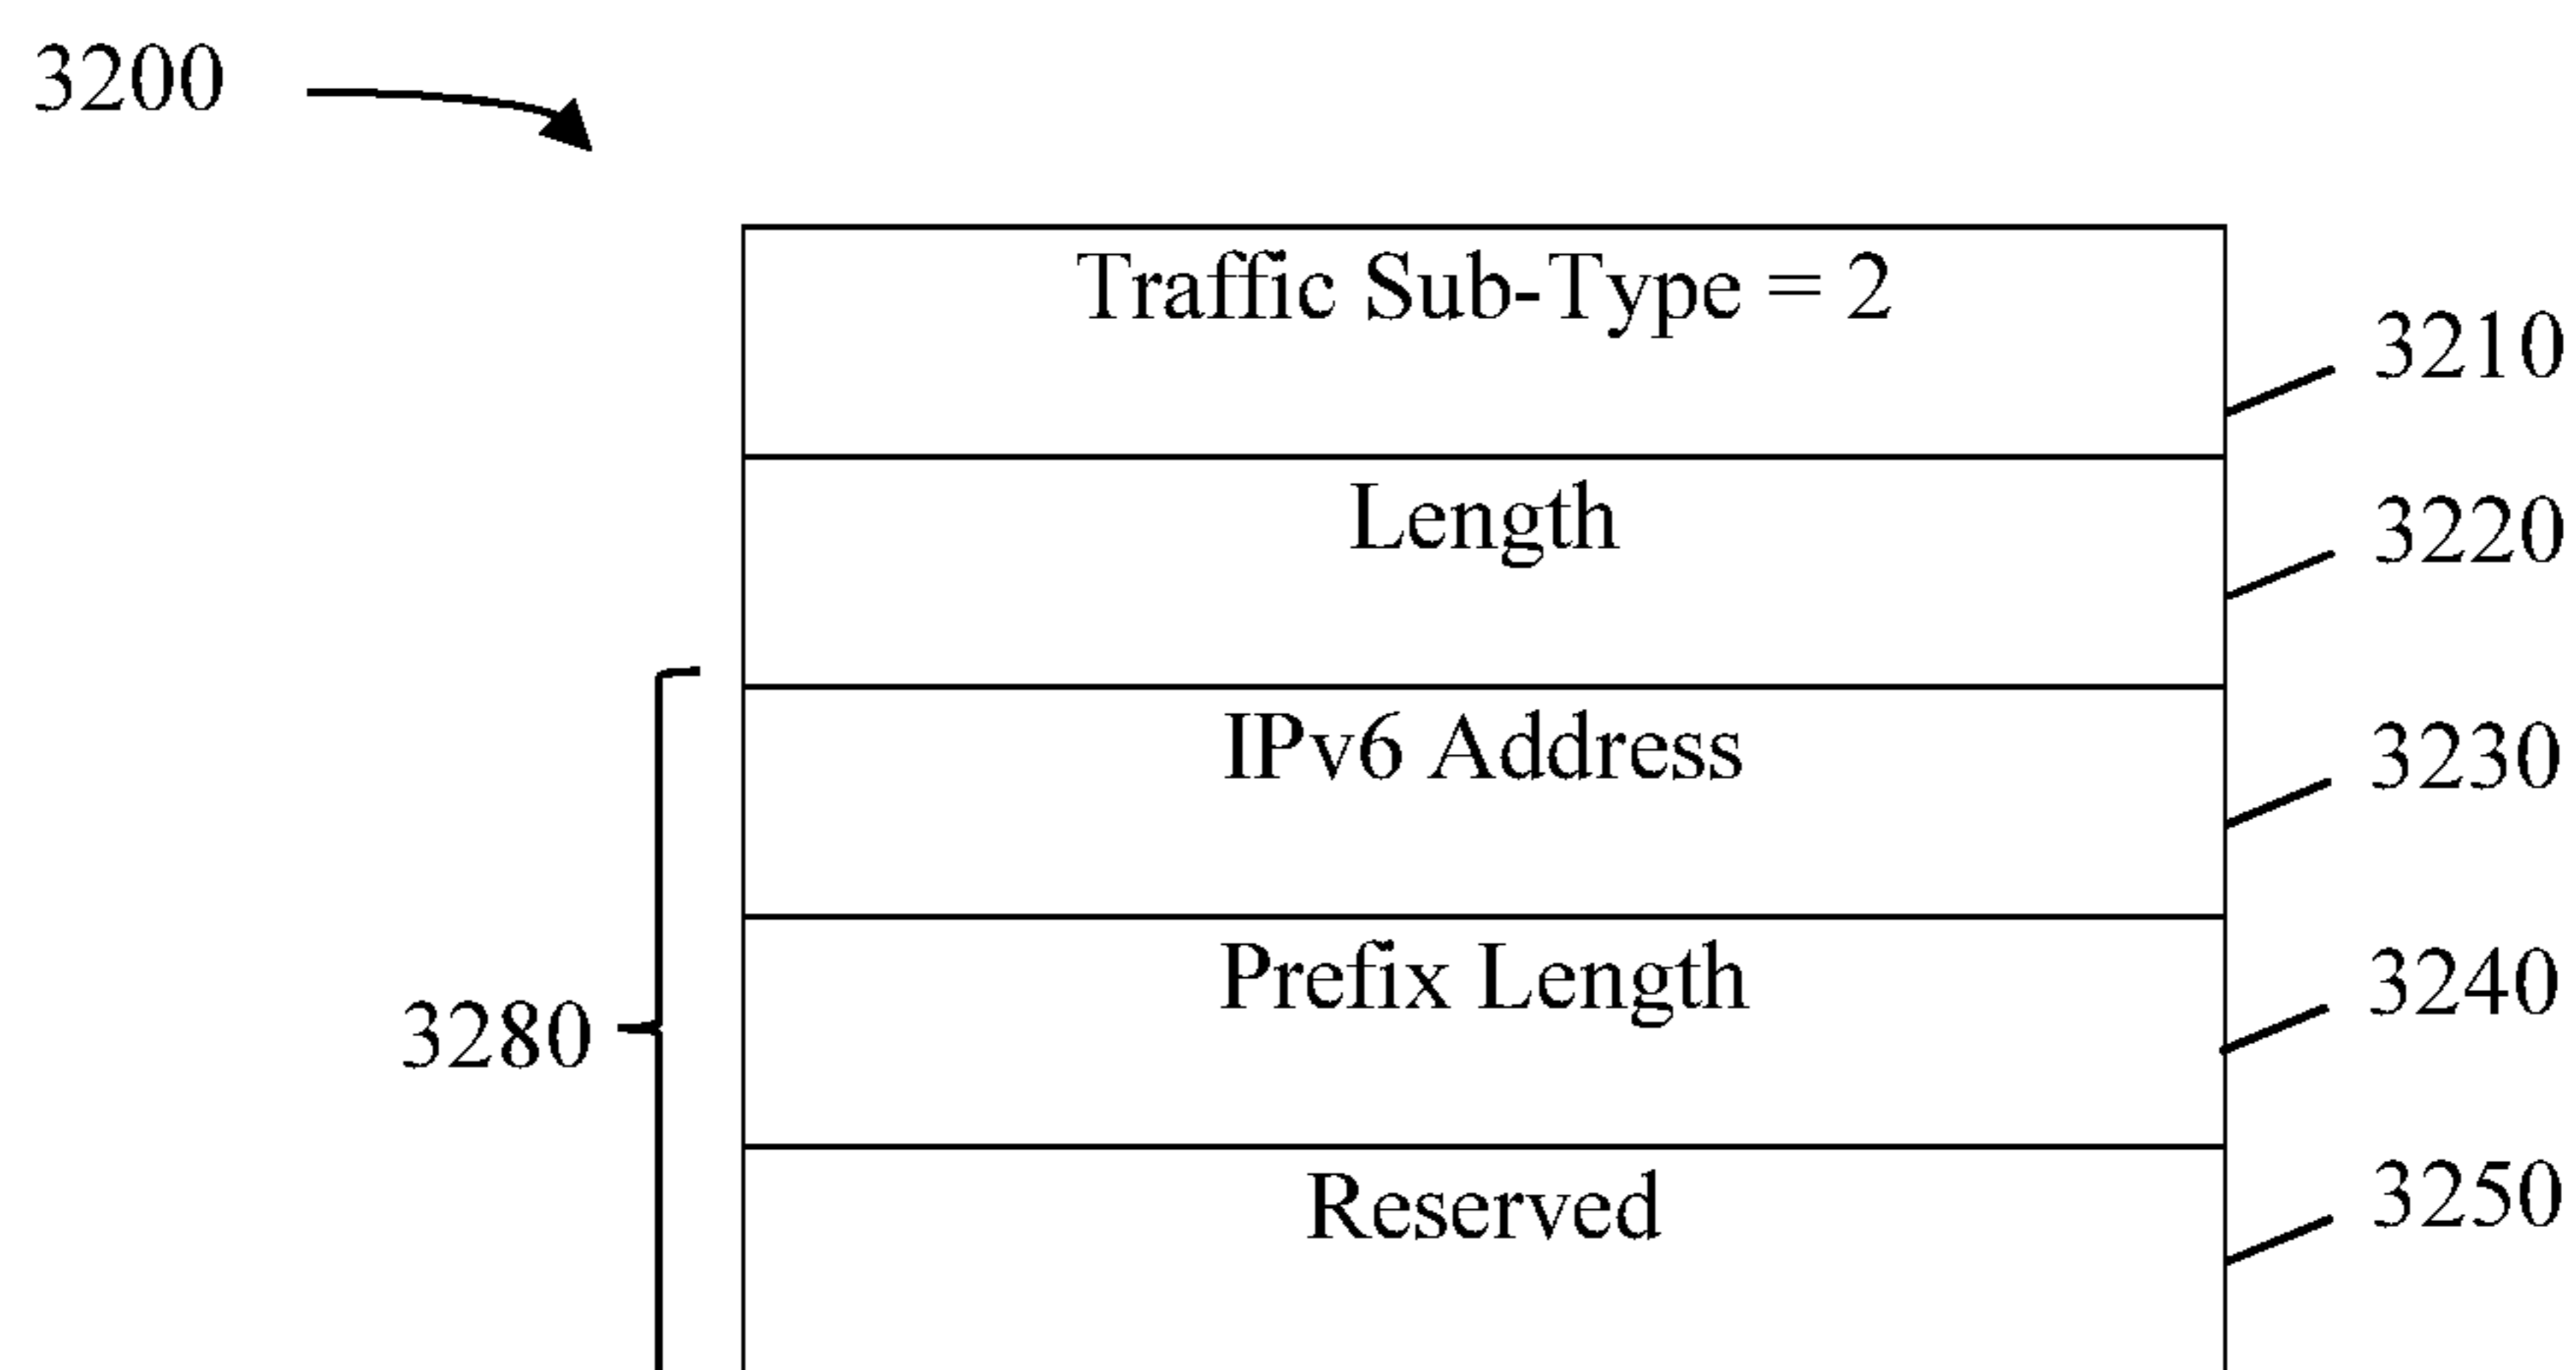 3200
Traffic Sub-Type = 2
3210
Length
3220
IPv6 Address
3230
Prefix Length
3240
3280
Reserved
3250